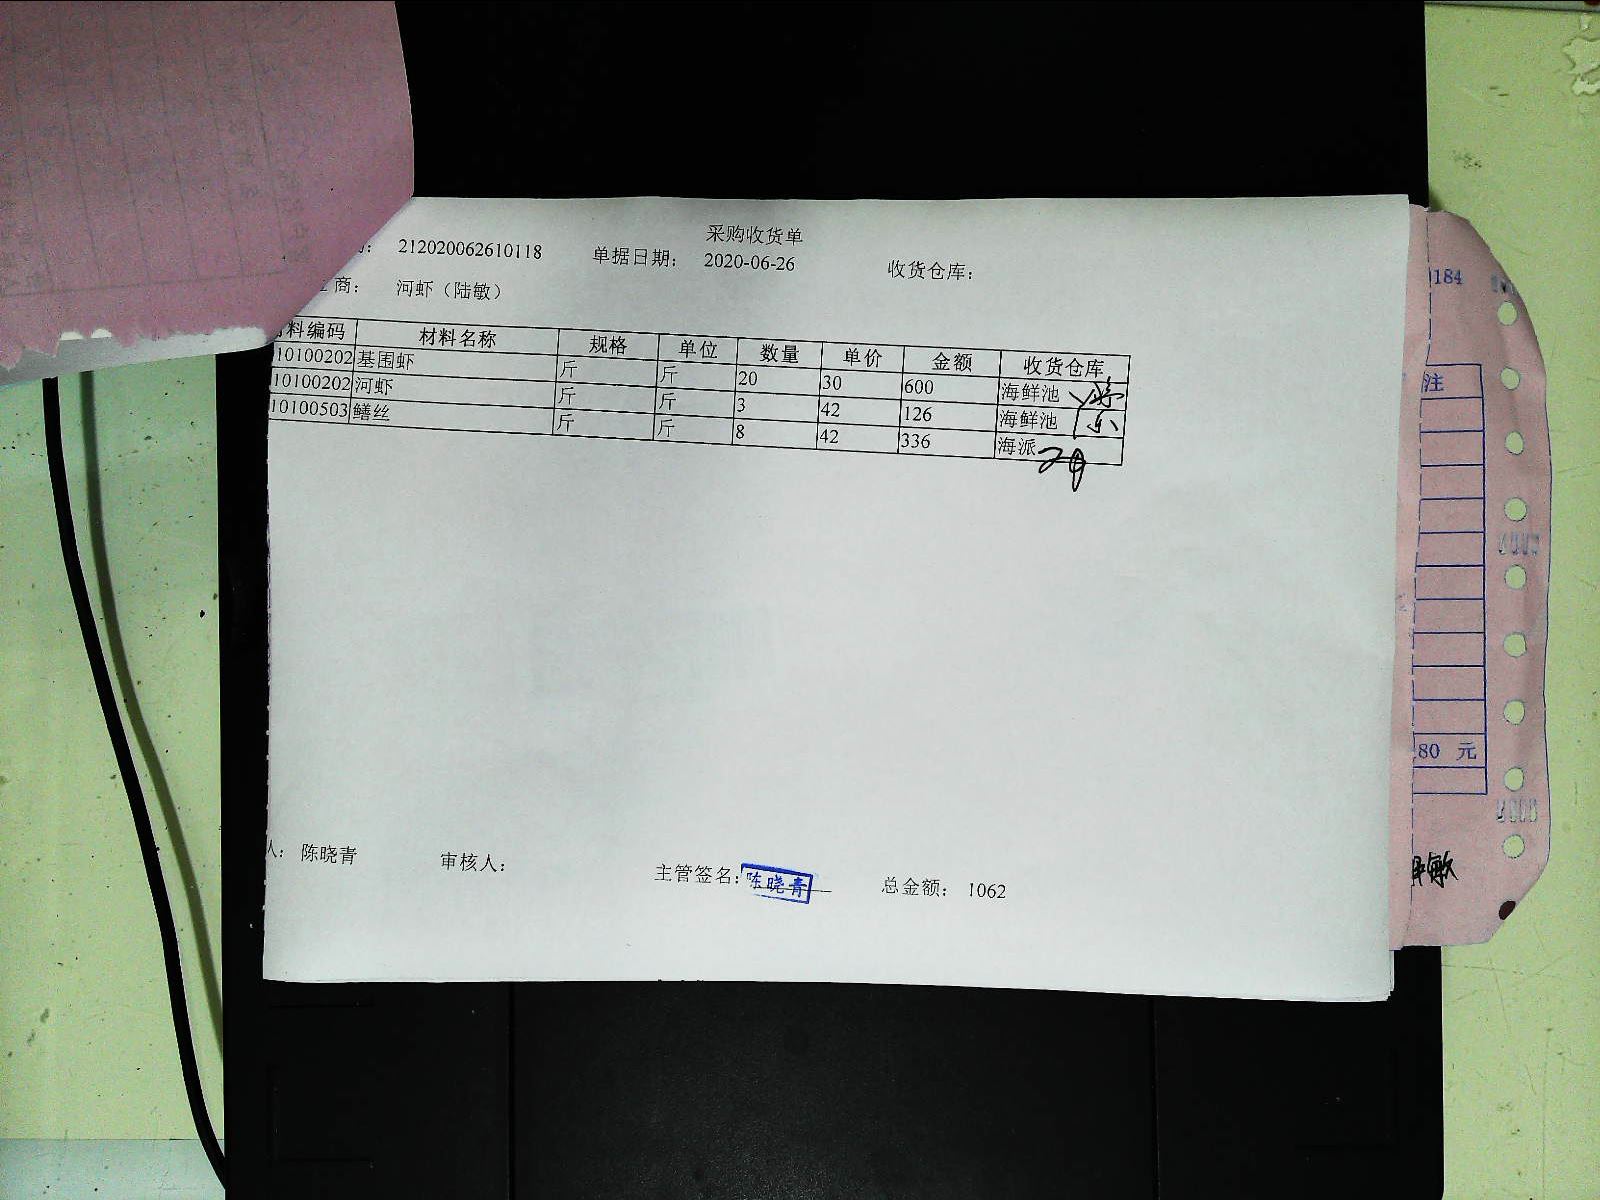 采购收货单
212020062610118 单据日期： 2020-06-26 收货仓库：
商： 河虾（陆敏）
料编码 材料名称 规格 单位 数量 单价 金额 收货仓库
10100202 基围虾 斤 斤 20 30 600 海鲜池
10100202 河虾 斤 斤 3 42 126 海鲜池
10100503 鳝丝 斤 斤 8 42 336 海派
人： 陈晓青 审核人： 主管签名： 陈晓青 总金额： 1062
184
注
80 元
敏